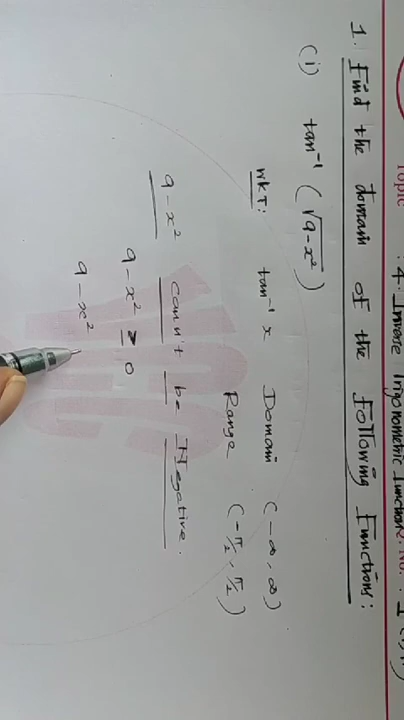 Topic : 4. Inverse Trigonometric Functions. No.:
1. Find the domain of the Following Functions:
(i) tan⁻¹ (√9-x²)
WKT: tan⁻¹ x Domain (-∞, ∞)
Range (-π/2, π/2)
9-x² can't be Negative.
9-x² ≥ 0
9-x²